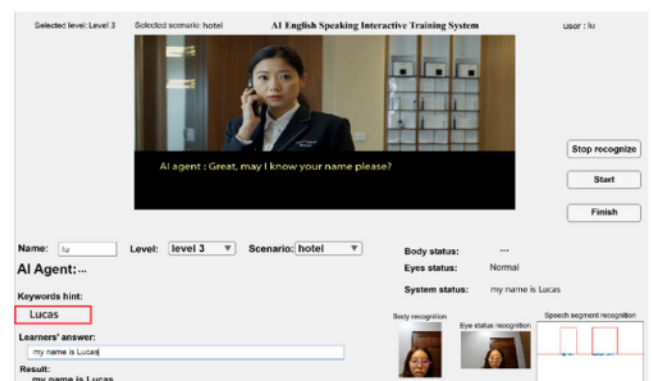 Selected level: Level 3
Selected scenario: hotel
AI English Speaking Interactive Training System
user : lu
AI agent : Great, may I know your name please?
Stop recognize
Start
Finish
Name: lu
Level: level 3
Scenario: hotel
AI Agent:...
Body status: ...
Eyes status: Normal
System status: my name is Lucas
Keywords hint:
Lucas
Learners' answer:
my name is Lucas
Result:
my name is Lucas
Body recognition
Eye status recognition
Speech segment recognition